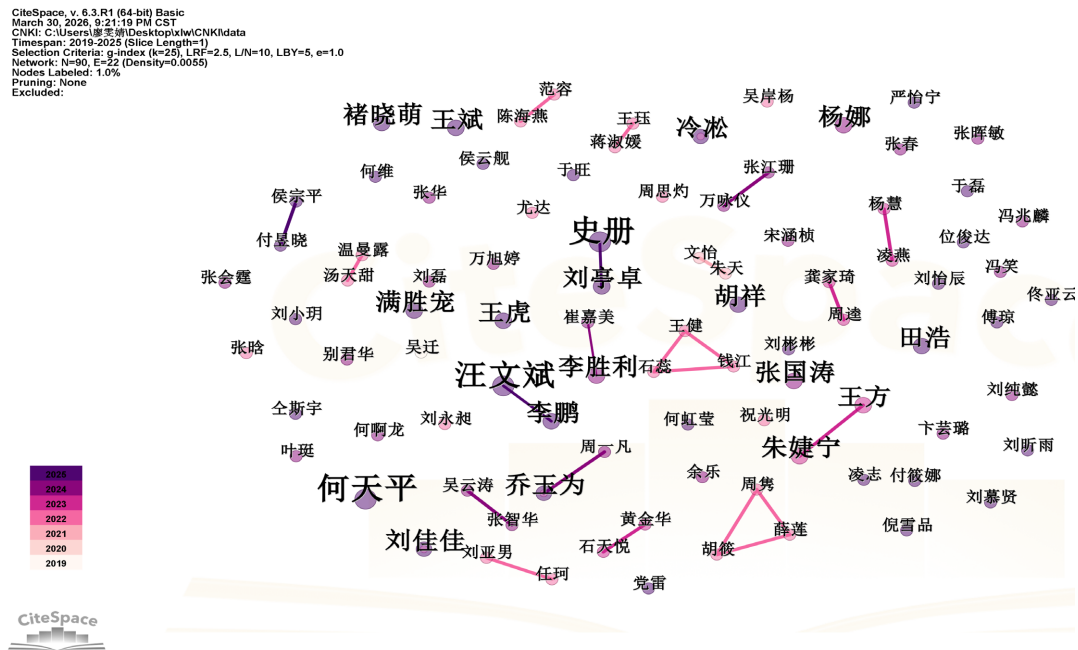 CiteSpace, v. 6.3.R1 (64-bit) Basic
March 30, 2026, 9:21:19 PM CST
CNKI: C:\Users\廖雯婧\Desktop\xlw\CNKI\data
Timespan: 2019-2025 (Slice Length=1)
Selection Criteria: g-index (k=25), LRF=2.5, L/N=10, LBY=5, e=1.0
Network: N=90, E=22 (Density=0.0055)
Nodes Labeled: 1.0%
Pruning: None
Excluded:
范容
吴岸杨
严怡宁
褚晓萌
王斌
陈海燕
王珏
冷凇
杨娜
蒋淑媛
张春
张晖敏
侯云舰
何维
于旺
张江珊
张华
周思灼
万咏仪
于磊
侯宗平
尤达
杨慧
冯兆麟
付昱晓
史册
宋涵桢
位俊达
温曼露
文怡
朱天
凌燕
张会霆
汤天甜
刘磊
万旭婷
刘亭卓
龚家琦
刘怡辰
冯笑
佟亚云
满胜宠
胡祥
刘小玥
王虎
崔嘉美
王健
周逵
傅琼
张晗
别君华
吴迁
刘彬彬
田浩
汪文斌
李胜利
石蕊
钱江
张国涛
刘纯懿
王方
仝斯宇
何啊龙
刘永昶
李鹏
何虹莹
祝光明
卞芸璐
叶珽
周一凡
朱婕宁
刘昕雨
何天平
吴云涛
乔玉为
余乐
周隽
凌志
付筱娜
刘慕贤
张智华
黄金华
薛莲
倪雪品
刘佳佳
刘亚男
石天悦
胡筱
任珂
党雷
2025
2024
2023
2022
2021
2020
2019
CiteSpace
CiteSpace